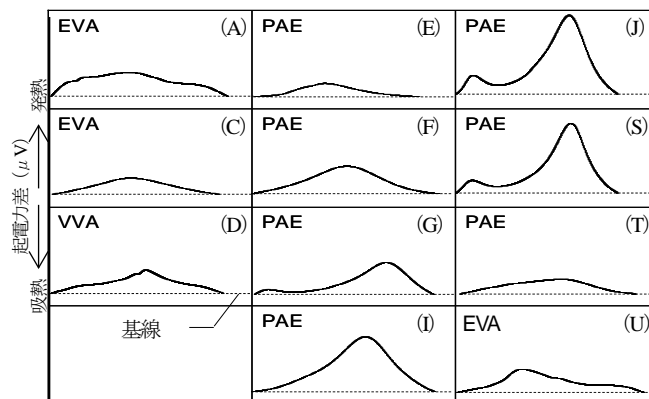 EVA (A) PAE (E) PAE (J)
EVA (C) PAE (F) PAE (S)
VVA (D) PAE (G) PAE (T)
PAE (I) EVA (U)
基線
吸熱 起電力差(μV) 発熱